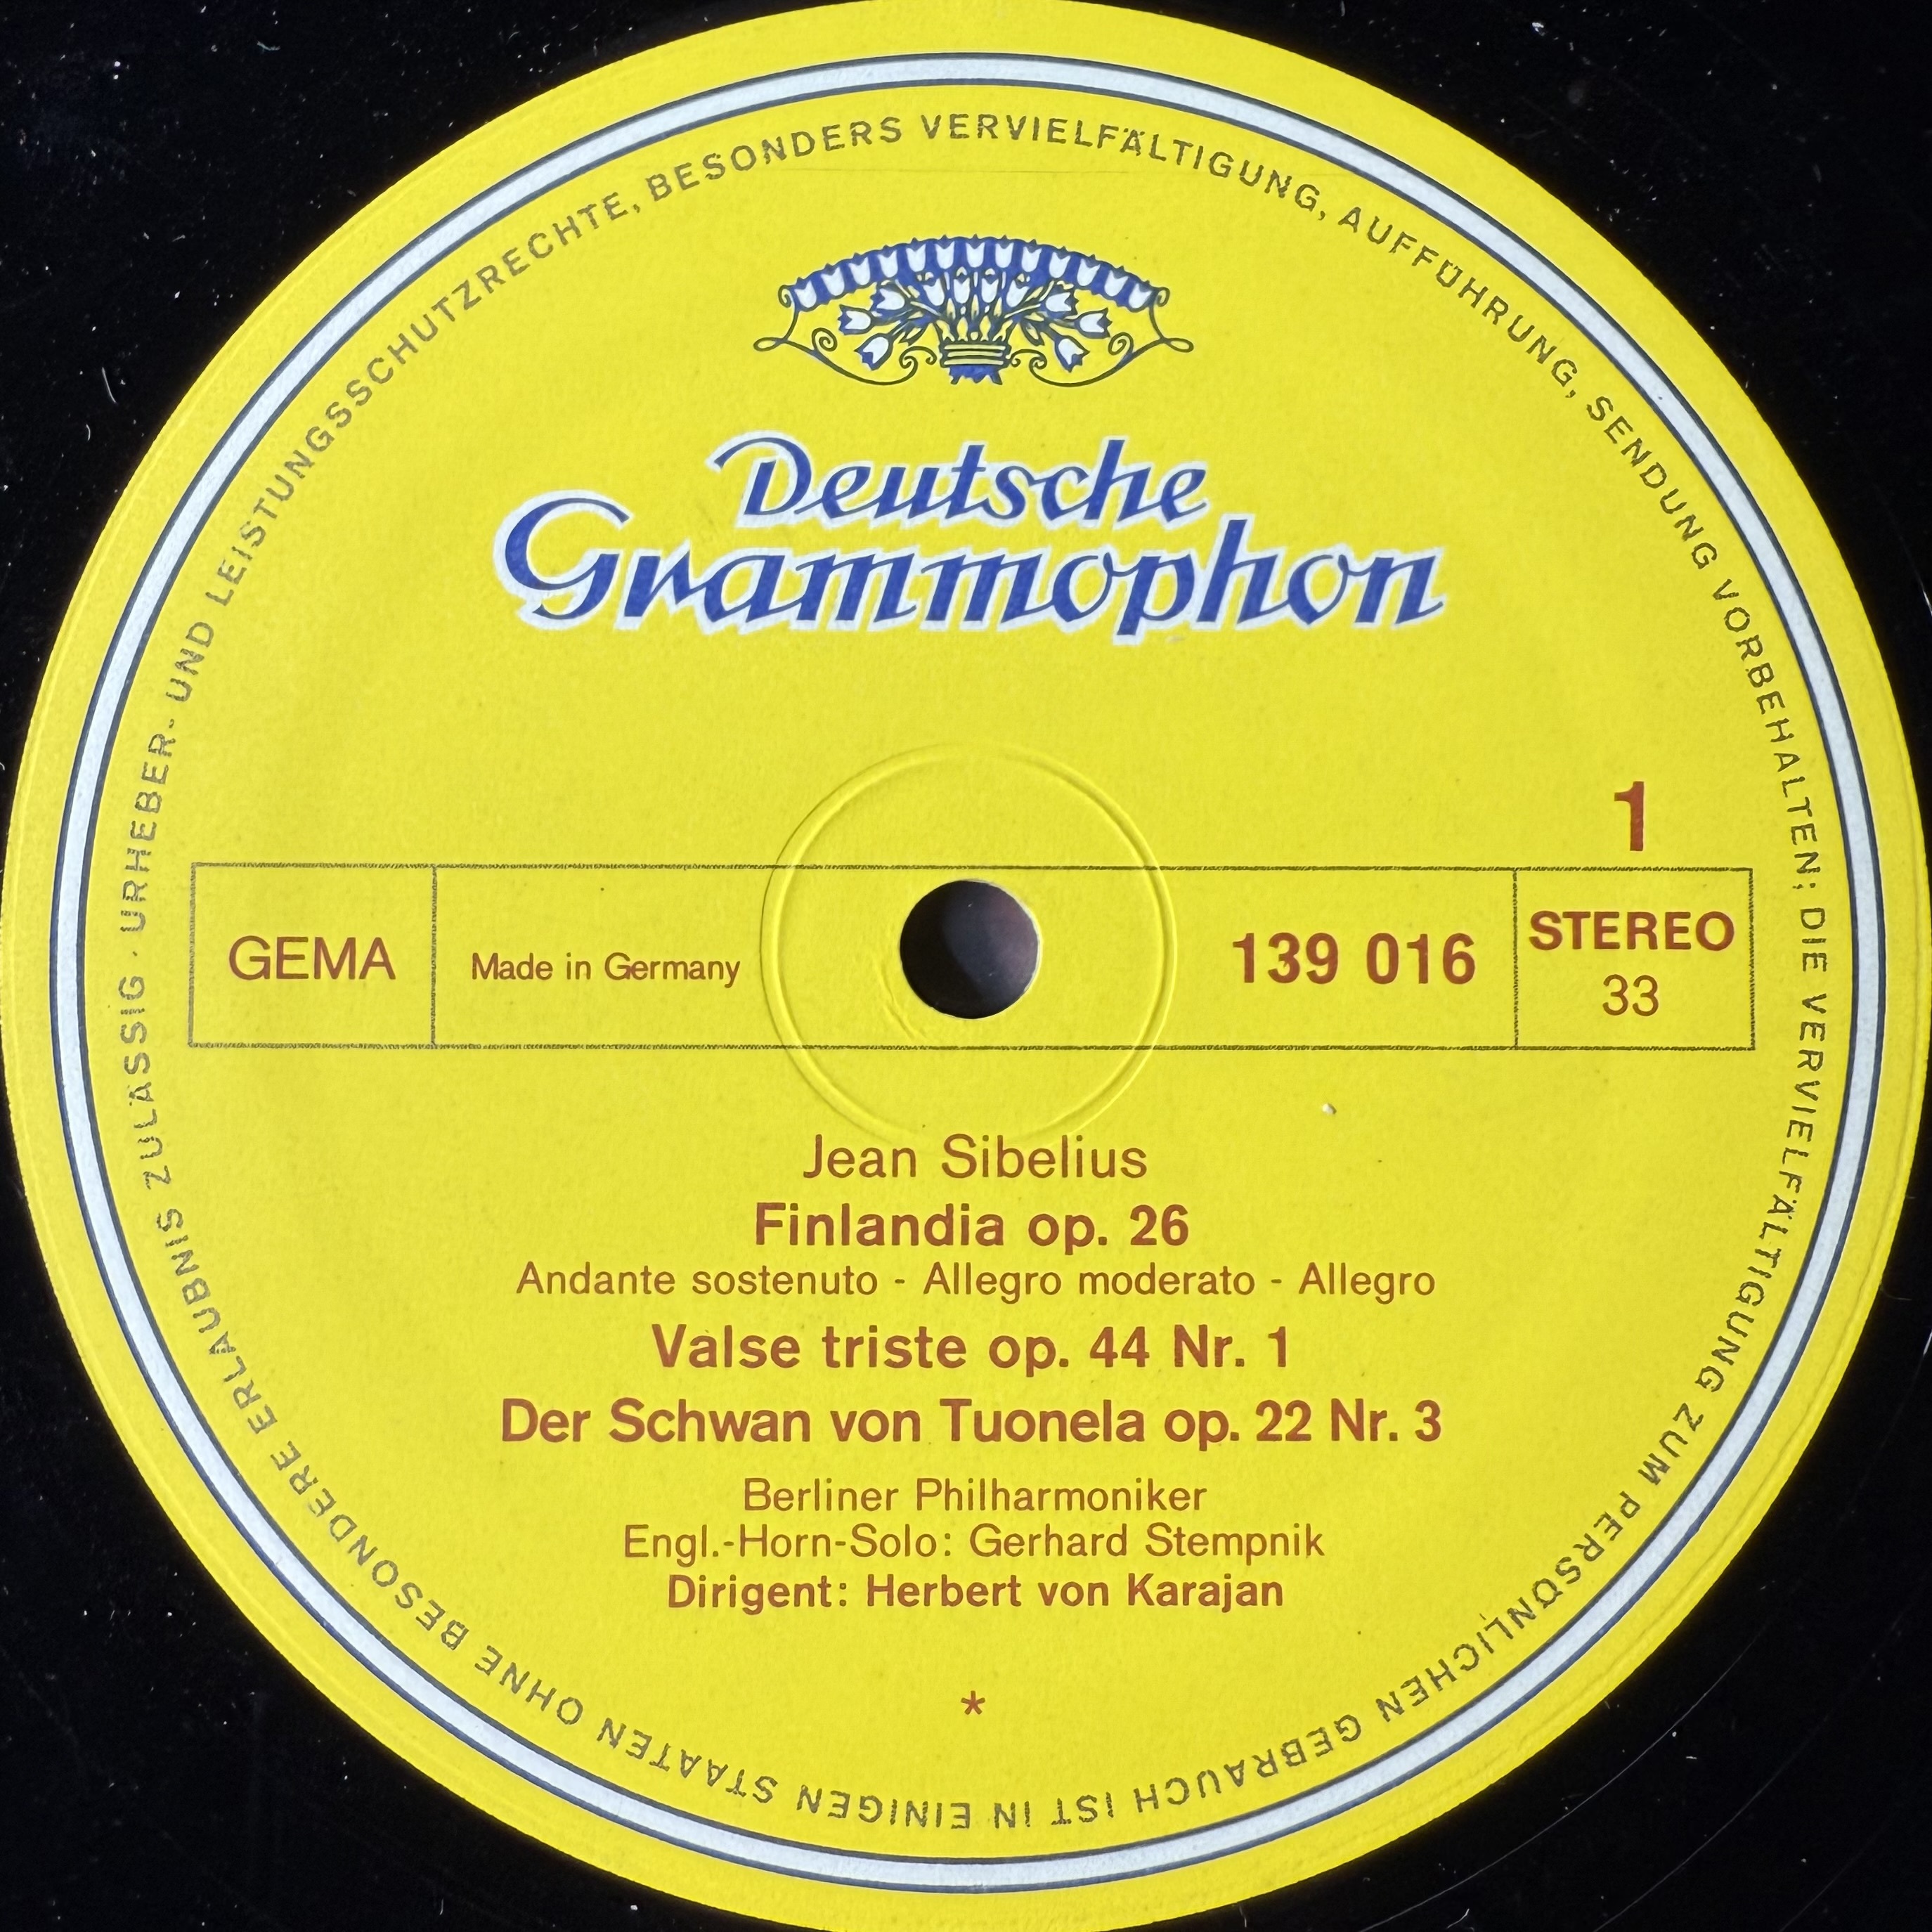 URHEBER- UND LEISTUNGSSCHUTZRECHTE, BESONDERS VERVIELFÄLTIGUNG, AUFFÜHRUNG, SENDUNG VORBEHALTEN; DIE VERVIELFÄLTIGUNG ZUM PERSÖNLICHEN GEBRAUCH IST IN EINIGEN STAATEN OHNE BESONDERE ERLAUBNIS ZULÄSSIG ·
Deutsche
Grammophon
1
GEMA
Made in Germany
139 016
STEREO
33
Jean Sibelius
Finlandia op. 26
Andante sostenuto - Allegro moderato - Allegro
Valse triste op. 44 Nr. 1
Der Schwan von Tuonela op. 22 Nr. 3
Berliner Philharmoniker
Engl.-Horn-Solo: Gerhard Stempnik
Dirigent: Herbert von Karajan
*